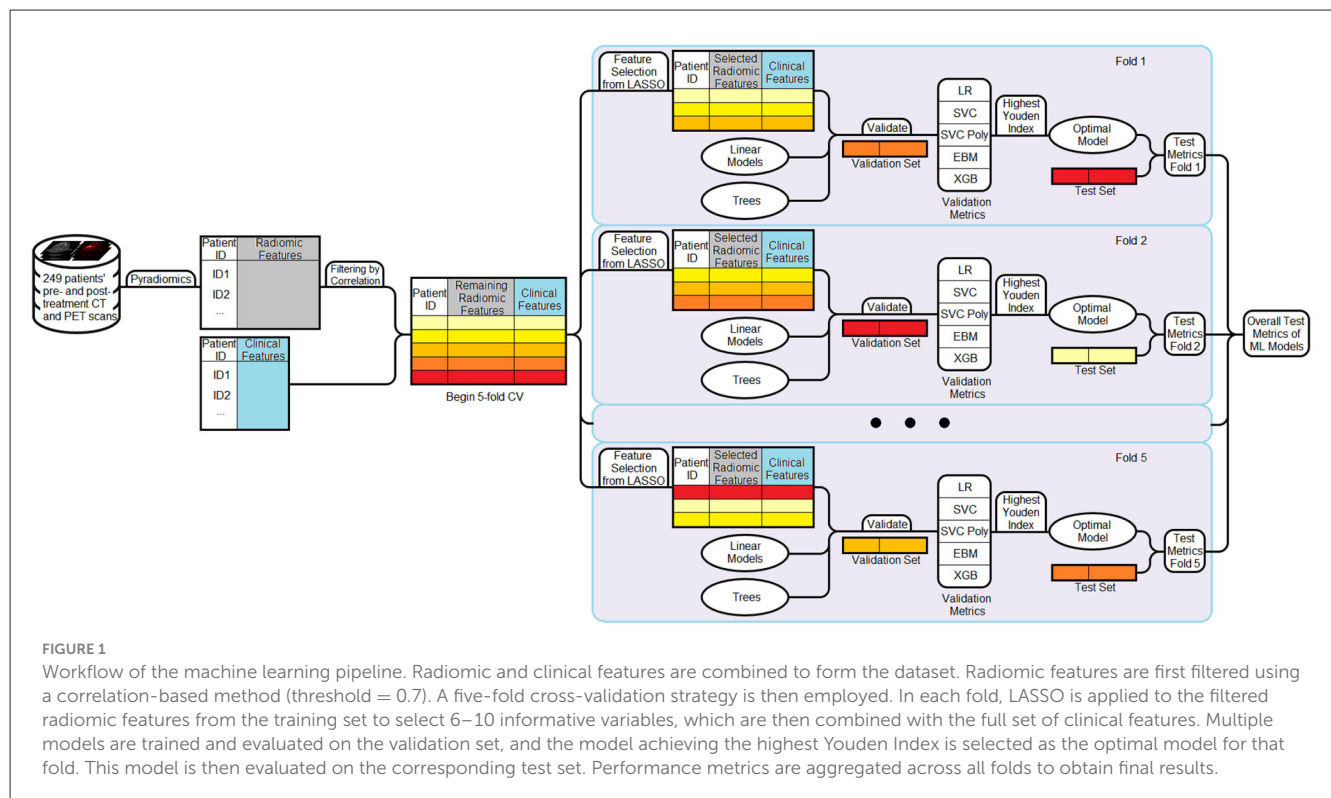 249 patients'
pre- and post-
treatment CT
and PET scans
Pyradiomics
Patient
ID
Radiomic
Features
ID1
ID2
...
Filtering by
Correlation
Patient
ID
Clinical
Features
ID1
ID2
...
Patient
ID
Remaining
Radiomic
Features
Clinical
Features
Begin 5-fold CV
Fold 1
Feature
Selection
from LASSO
Patient
ID
Selected
Radiomic
Features
Clinical
Features
Linear
Models
Trees
Validate
Validation Set
LR
SVC
SVC Poly
EBM
XGB
Validation
Metrics
Highest
Youden
Index
Optimal
Model
Test Set
Test
Metrics
Fold 1
Fold 2
Feature
Selection
from LASSO
Patient
ID
Selected
Radiomic
Features
Clinical
Features
Linear
Models
Trees
Validate
Validation Set
LR
SVC
SVC Poly
EBM
XGB
Validation
Metrics
Highest
Youden
Index
Optimal
Model
Test Set
Test
Metrics
Fold 2
Fold 5
Feature
Selection
from LASSO
Patient
ID
Selected
Radiomic
Features
Clinical
Features
Linear
Models
Trees
Validate
Validation Set
LR
SVC
SVC Poly
EBM
XGB
Validation
Metrics
Highest
Youden
Index
Optimal
Model
Test Set
Test
Metrics
Fold 5
Overall Test
Metrics of
ML Models
FIGURE 1
Workflow of the machine learning pipeline. Radiomic and clinical features are combined to form the dataset. Radiomic features are first filtered using
a correlation-based method (threshold = 0.7). A five-fold cross-validation strategy is then employed. In each fold, LASSO is applied to the filtered
radiomic features from the training set to select 6–10 informative variables, which are then combined with the full set of clinical features. Multiple
models are trained and evaluated on the validation set, and the model achieving the highest Youden Index is selected as the optimal model for that
fold. This model is then evaluated on the corresponding test set. Performance metrics are aggregated across all folds to obtain final results.